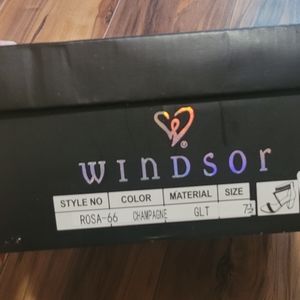 ®
WINDSOR
STYLE NO COLOR MATERIAL SIZE
ROSA-66 CHAMPAGNE GLT 7½